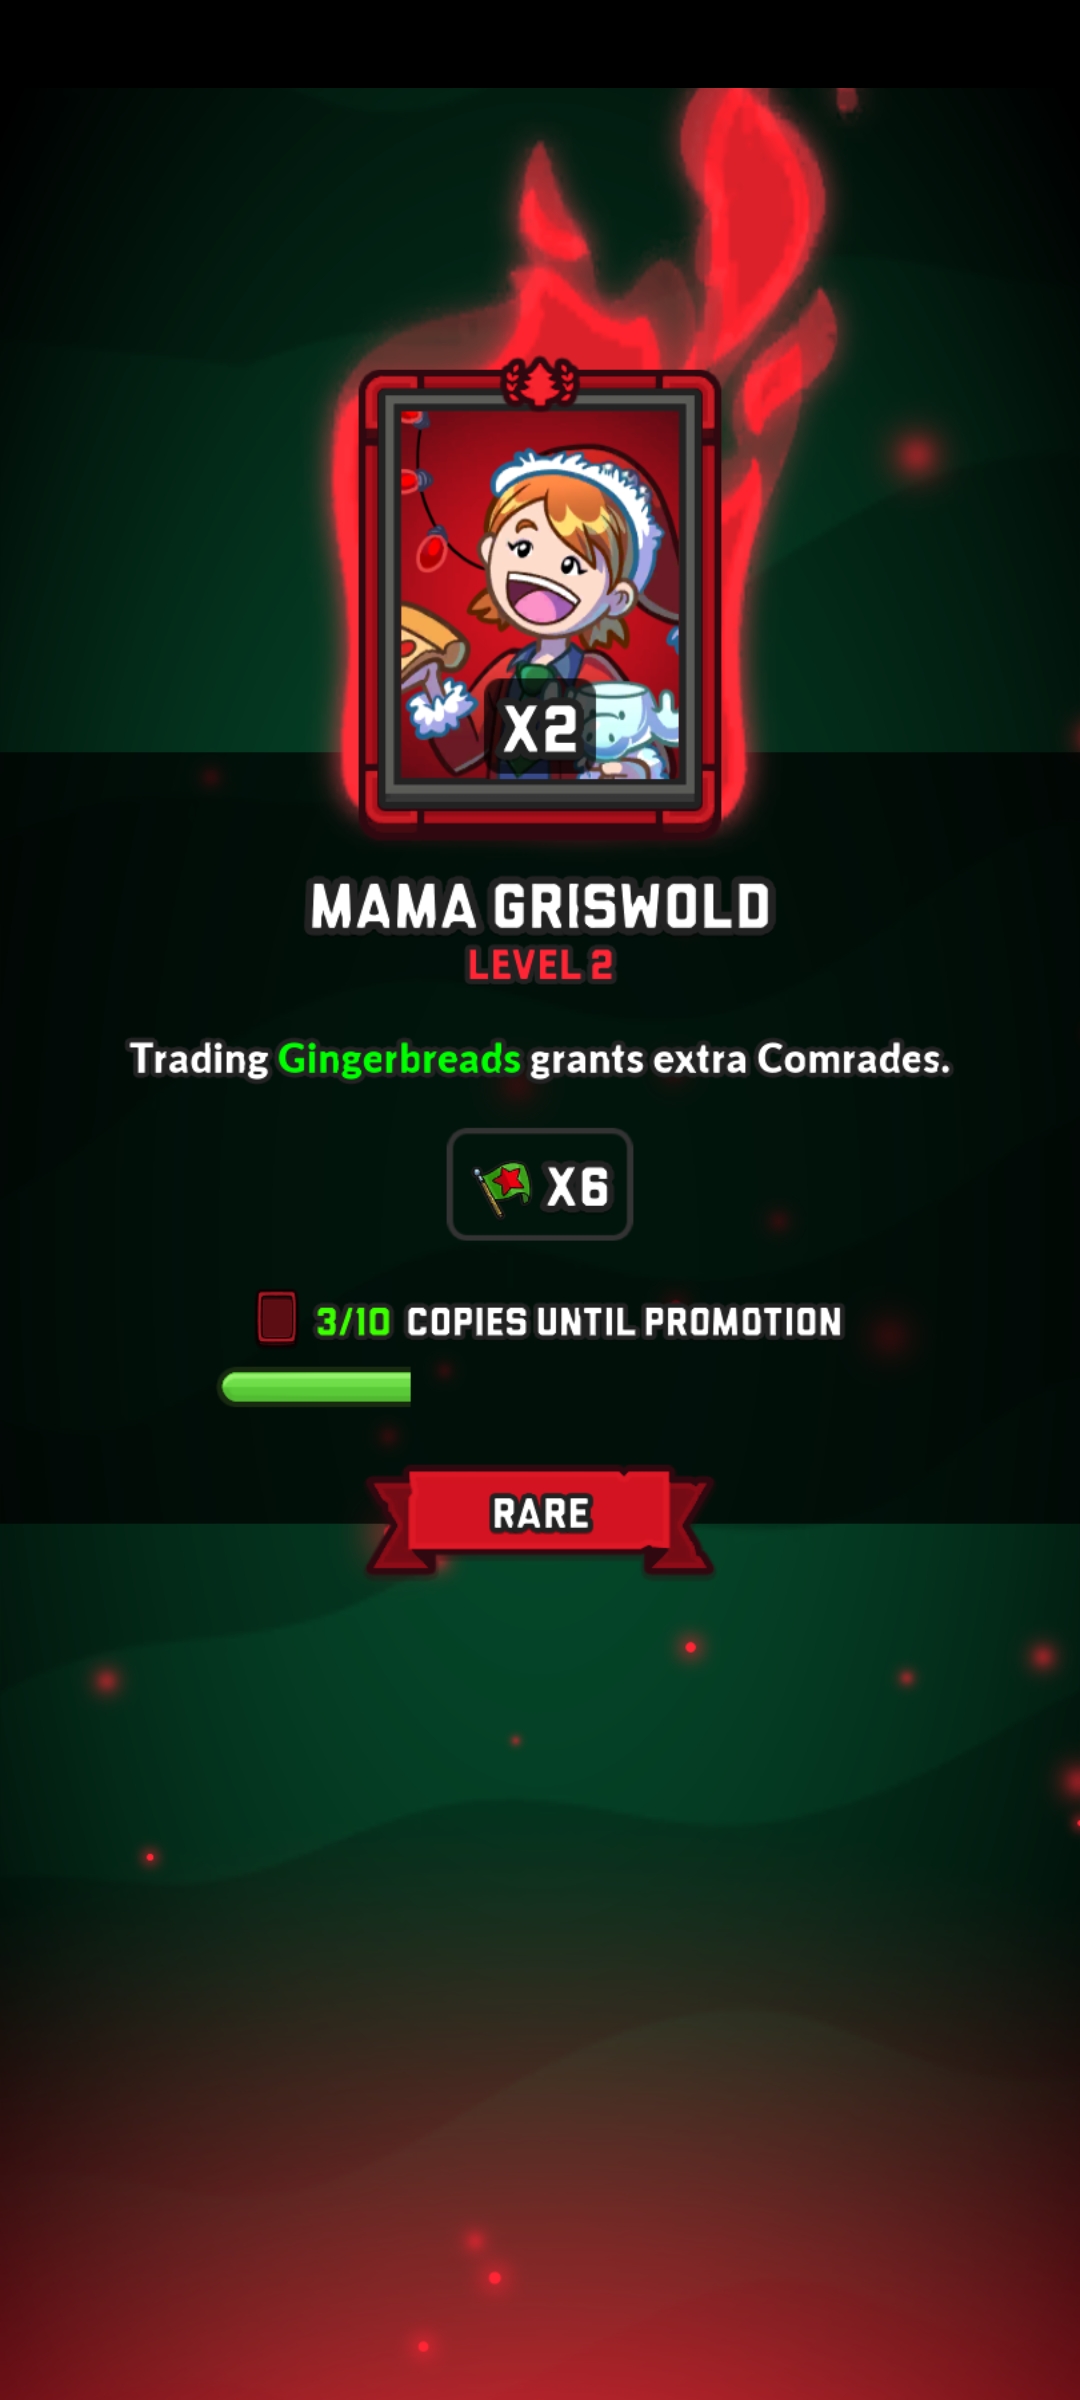 X2
MAMA GRISWOLD
LEVEL 2
Trading Gingerbreads grants extra Comrades.
X6
3/10 COPIES UNTIL PROMOTION
RARE